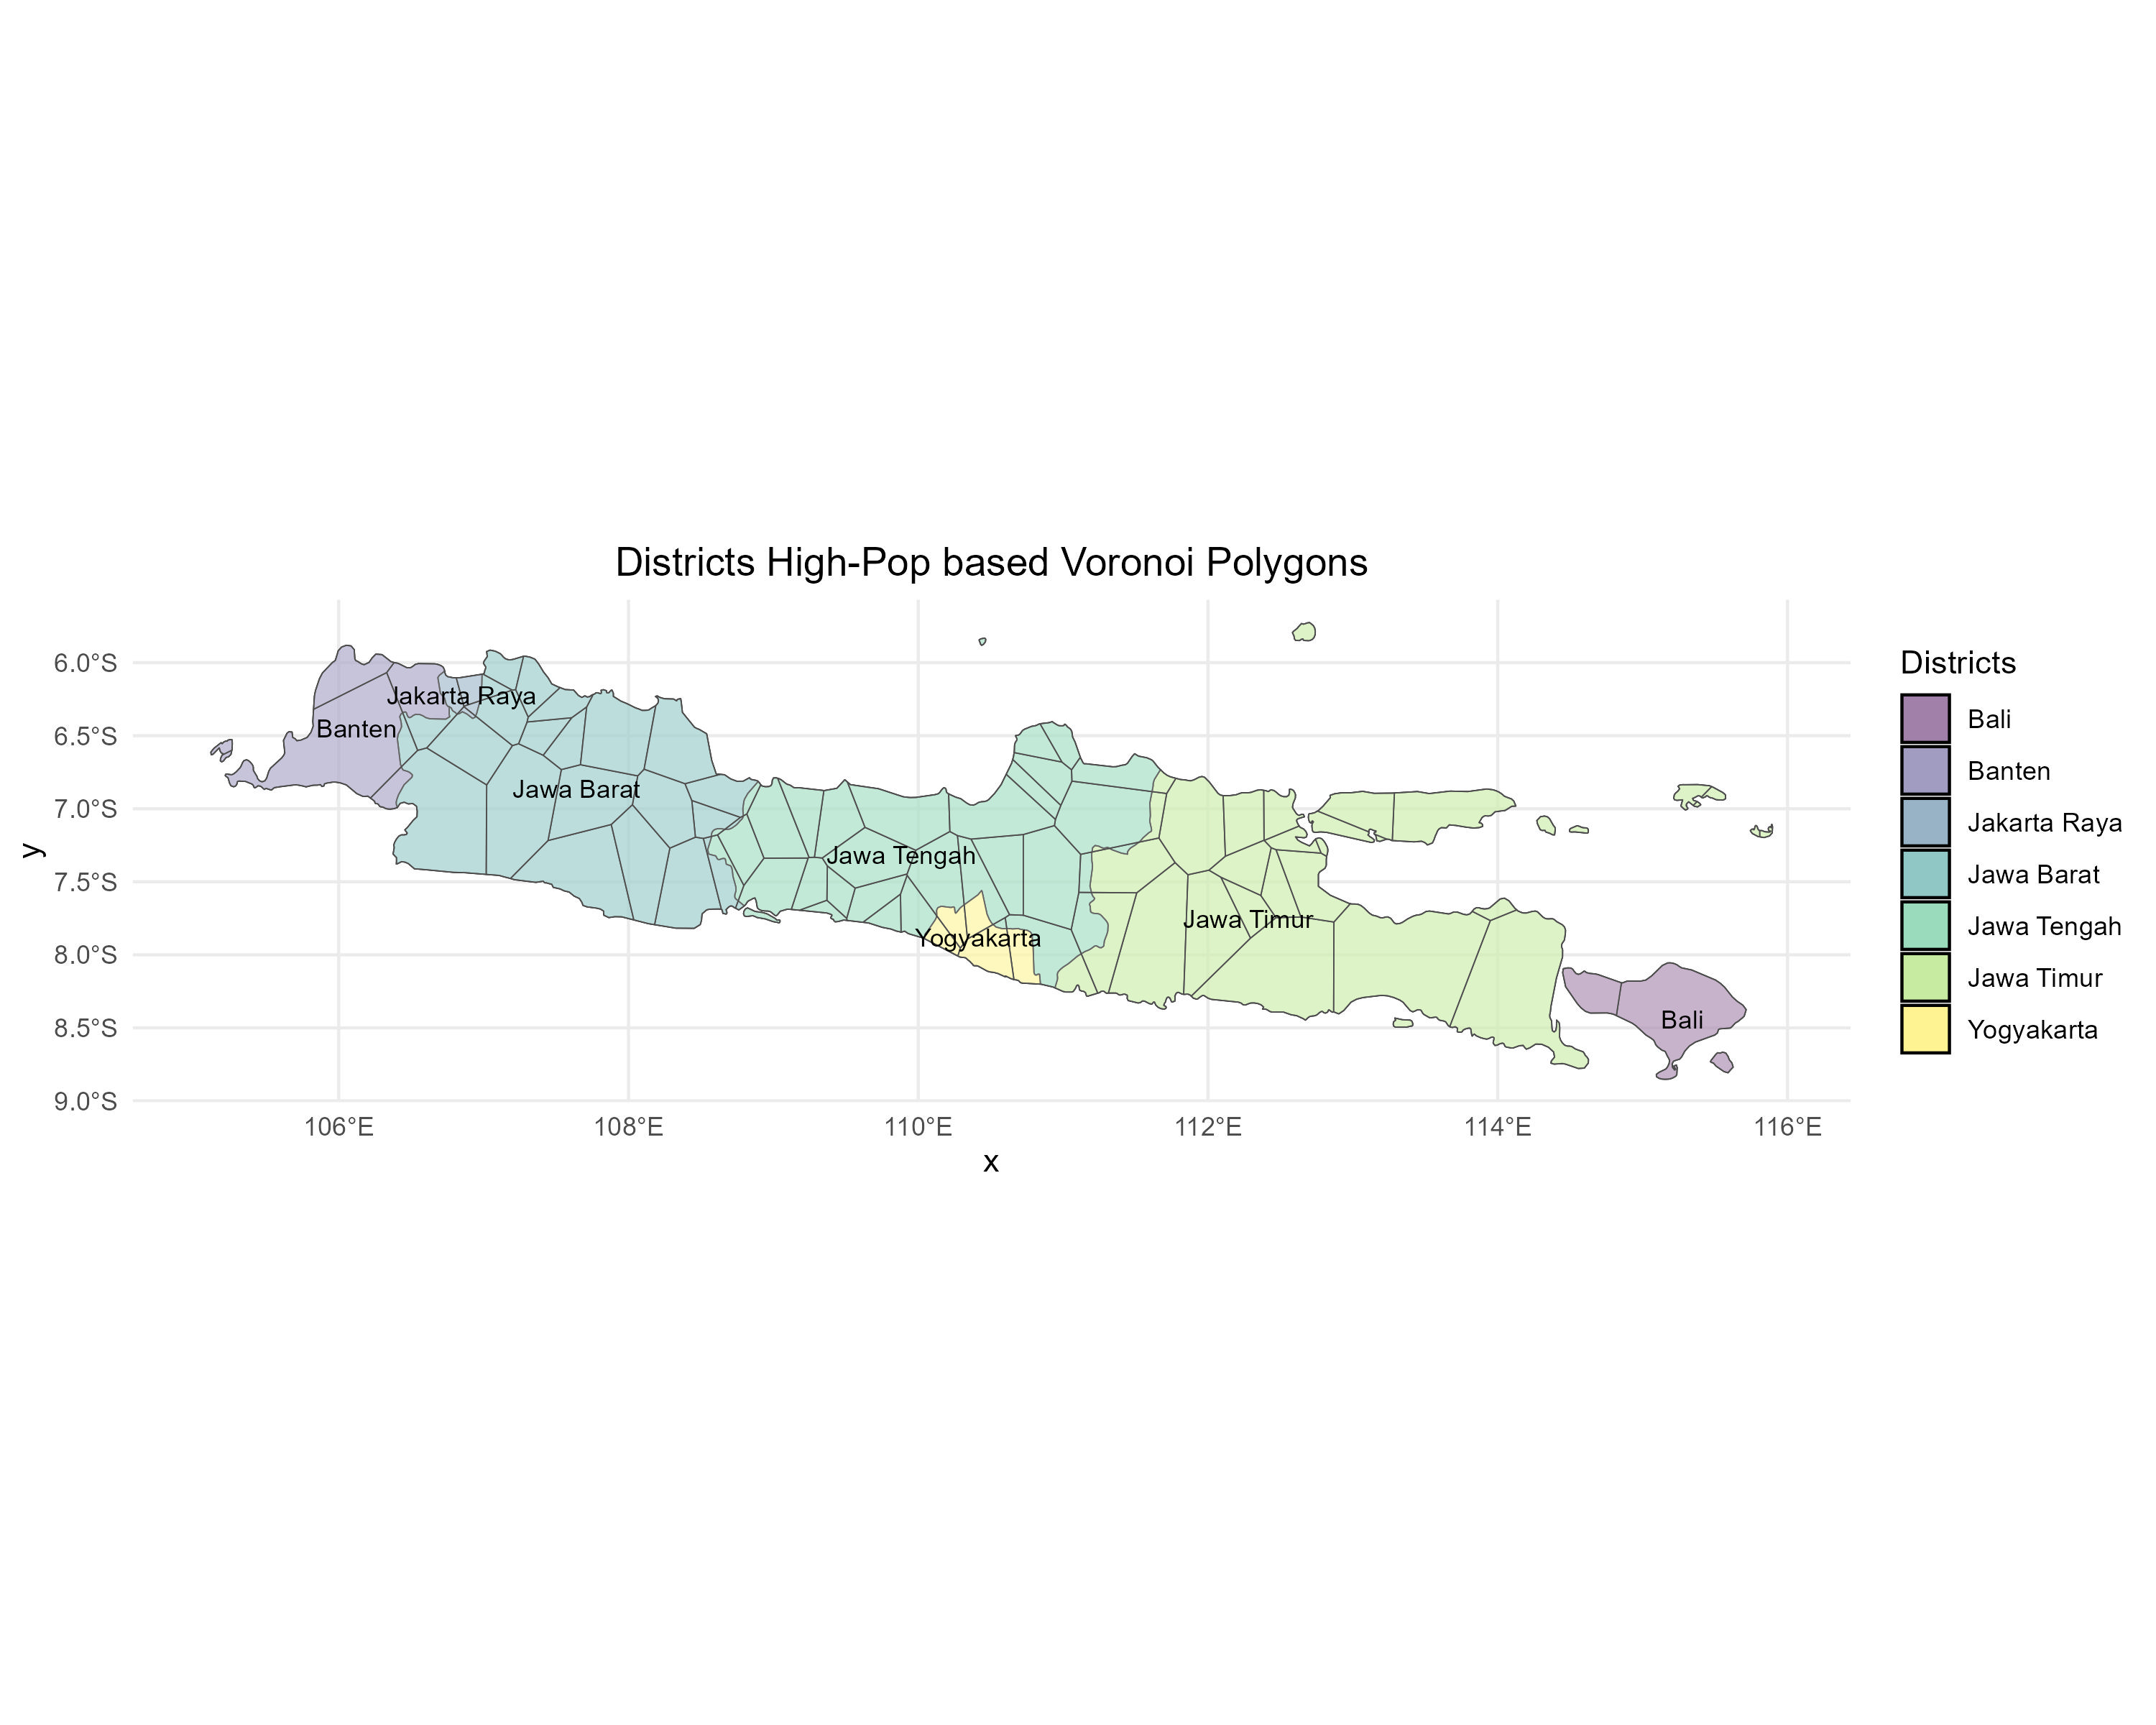 Districts High-Pop based Voronoi Polygons
6.0°S
6.5°S
7.0°S
7.5°S
8.0°S
8.5°S
9.0°S
y
Jakarta Raya
Banten
Jawa Barat
Jawa Tengah
Jawa Timur
Yogyakarta
Bali
106°E
108°E
110°E
112°E
114°E
116°E
x
Districts
Bali
Banten
Jakarta Raya
Jawa Barat
Jawa Tengah
Jawa Timur
Yogyakarta